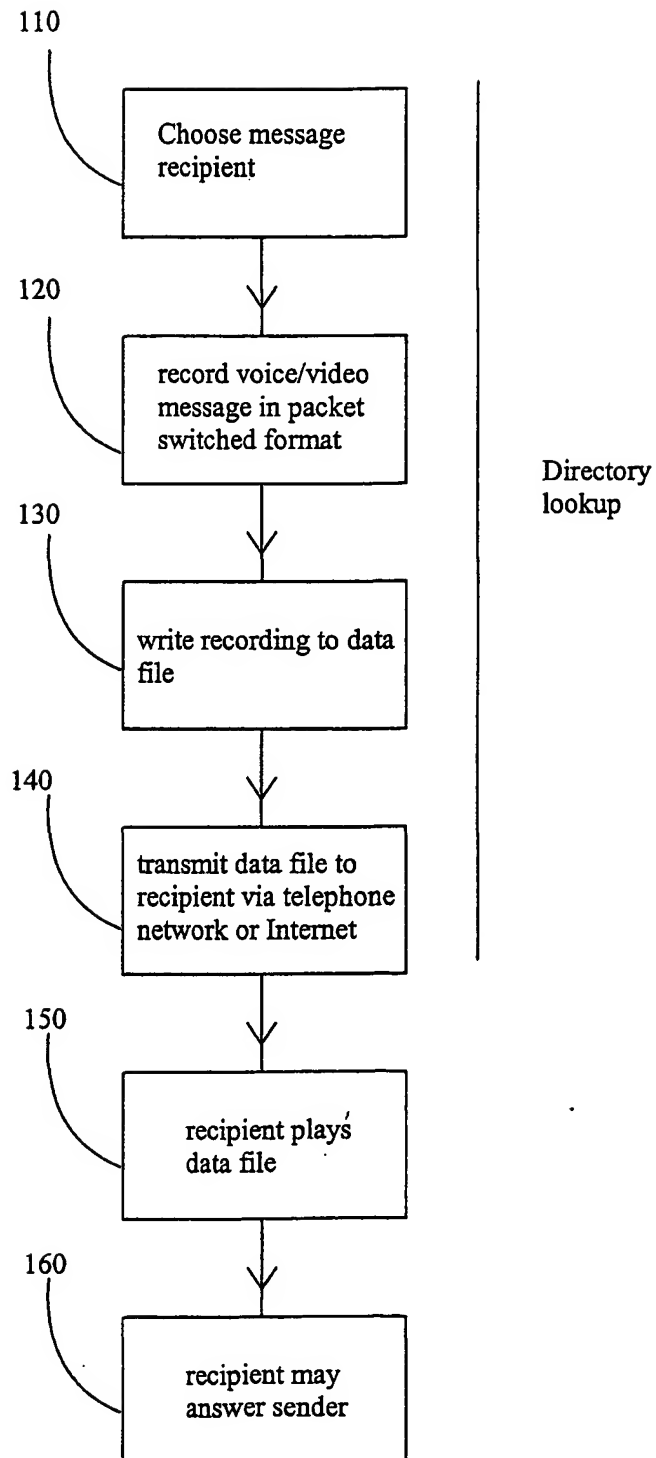 110
Choose message
recipient
120
record voice/video
message in packet
switched format
Directory
lookup
130
write recording to data
file
140
transmit data file to
recipient via telephone
network or Internet
150
recipient plays
data file
160
recipient may
answer sender